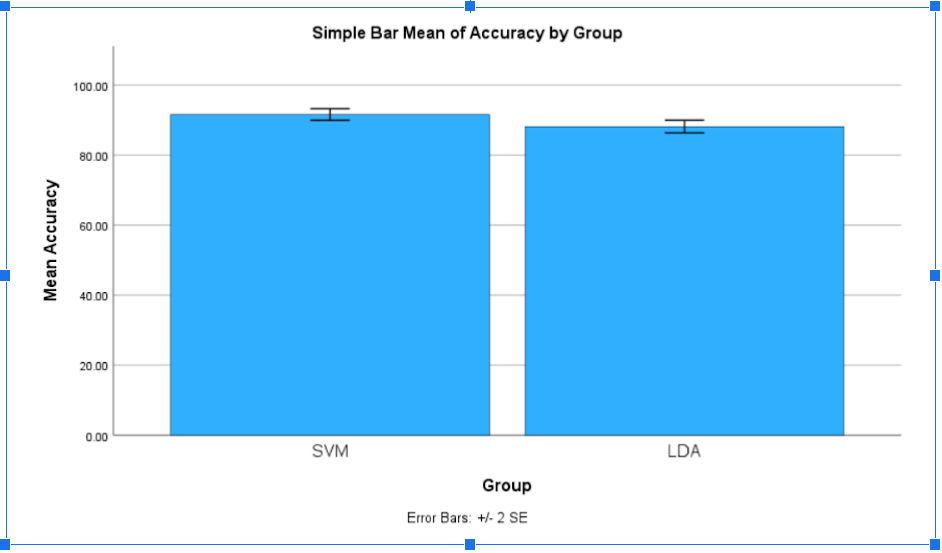 Simple Bar Mean of Accuracy by Group
Mean Accuracy
100.00
80.00
60.00
40.00
20.00
0.00
SVM
LDA
Group
Error Bars: +/- 2 SE